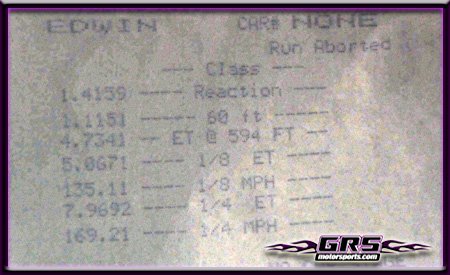 EDWIN CAR# NONE
Run Aborted
--- Class ---
1.4159 ---- Reaction ----
1.1151 ----- 60 ft -----
4.7341 -- ET @ 594 FT --
5.0671 ---- 1/8 ET ----
135.11 ---- 1/8 MPH ----
7.9692 ---- 1/4 ET ----
169.21 ---- 1/4 MPH ----
GRS
motorsports.com